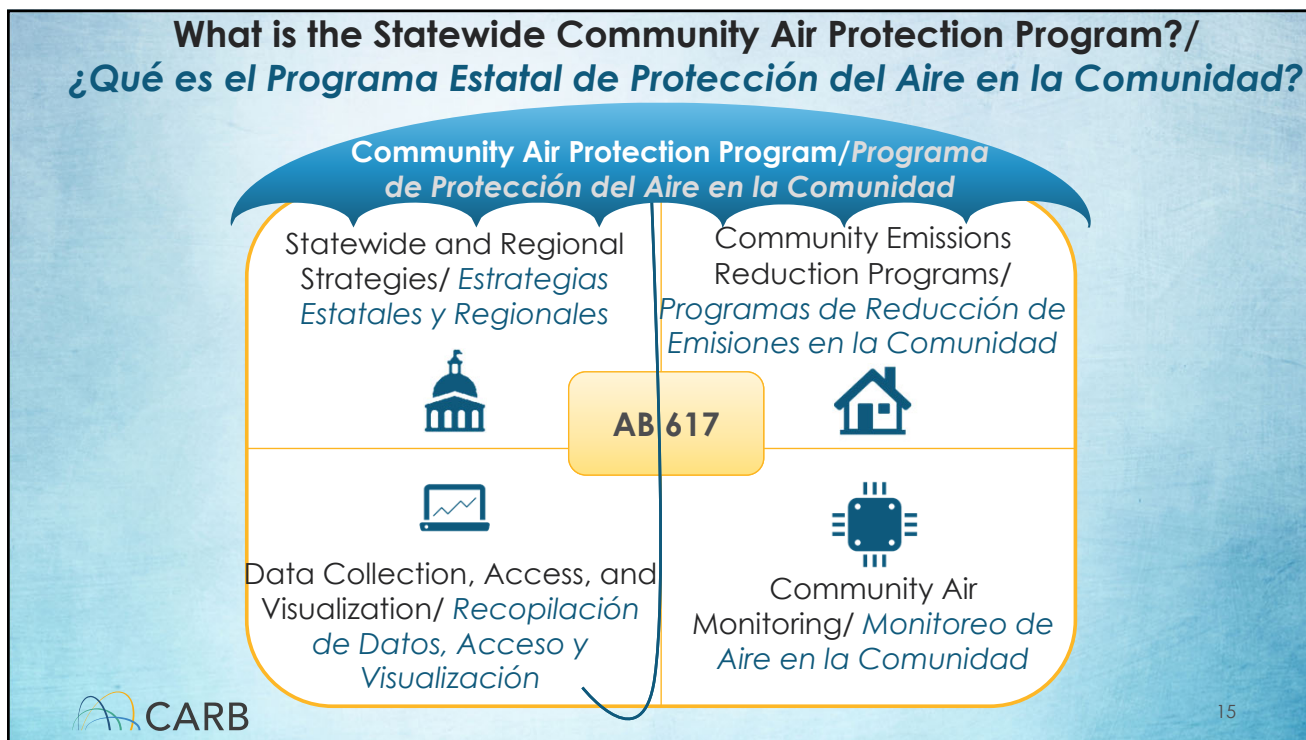 What is the Statewide Community Air Protection Program?/
¿Qué es el Programa Estatal de Protección del Aire en la Comunidad?
Community Air Protection Program/Programa
de Protección del Aire en la Comunidad
Statewide and Regional
Strategies/ Estrategias
Estatales y Regionales
Community Emissions
Reduction Programs/
Programas de Reducción de
Emisiones en la Comunidad
AB 617
Data Collection, Access, and
Visualization/ Recopilación
de Datos, Acceso y
Visualización
Community Air
Monitoring/ Monitoreo de
Aire en la Comunidad
CARB
15